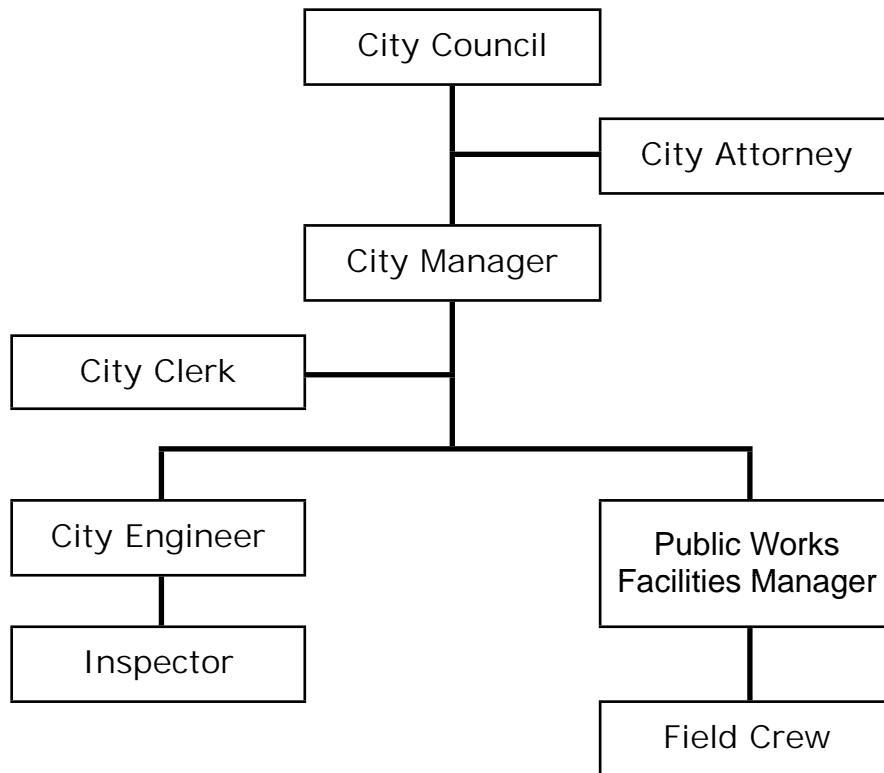 City Council
City Attorney
City Manager
City Clerk
City Engineer
Public Works
Facilities Manager
Inspector
Field Crew